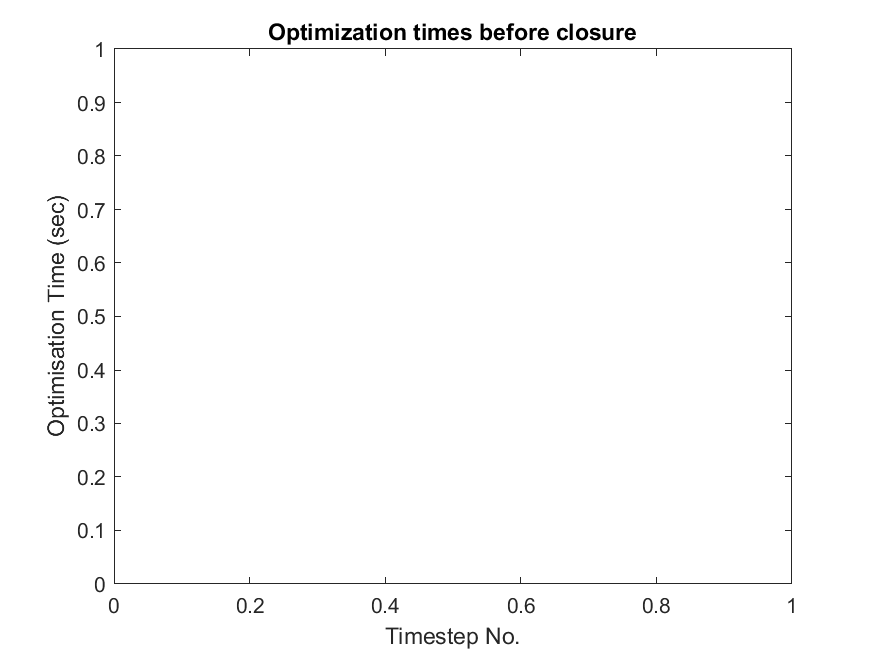 Optimization times before closure
1
0.9
0.8
0.7
0.6
0.5
0.4
0.3
0.2
0.1
0
Optimisation Time (sec)
0 0.2 0.4 0.6 0.8 1
Timestep No.